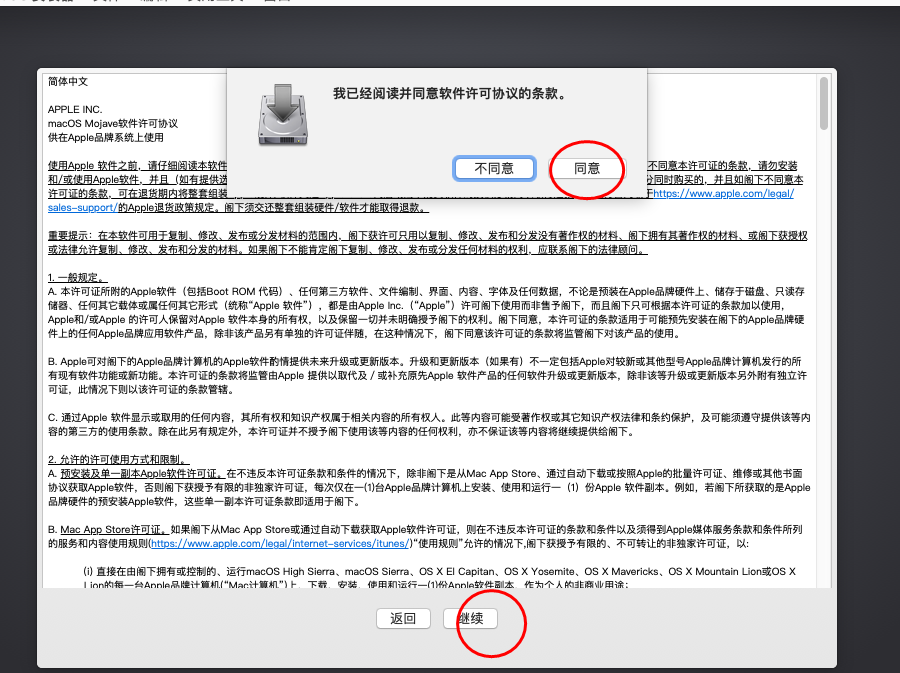 我已经阅读并同意软件许可协议的条款。
不同意
同意
简体中文
APPLE INC.
macOS Mojave软件许可协议
供在Apple品牌系统上使用
使用Apple 软件之前，请仔细阅读本软件
不同意本许可证的条款，请勿安装
和/或使用Apple软件，并且（如有提供退
分同时购买的，并且如阁下不同意本
许可证的条款，可在退货期内将整套组装
https://www.apple.com/legal/
sales-support/的Apple退货政策规定。阁下须交还整套组装硬件/软件才能取得退款。
重要提示：在本软件可用于复制、修改、发布或分发材料的范围内，阁下获许可只用以复制、修改、发布和分发没有著作权的材料、阁下拥有其著作权的材料、或阁下获授权
或法律允许复制、修改、发布和分发的材料。如果阁下不能肯定阁下复制、修改、发布或分发任何材料的权利，应联系阁下的法律顾问。
1. 一般规定。
A. 本许可证所附的Apple软件（包括Boot ROM 代码）、任何第三方软件、文件编制、界面、内容、字体及任何数据，不论是预装在Apple品牌硬件上、储存于磁盘、只读存
储器、任何其它载体或属任何其它形式（统称“Apple 软件”），都是由Apple Inc.（“Apple”）许可阁下使用而非售予阁下，而且阁下只可根据本许可证的条款加以使用，
Apple和/或Apple 的许可人保留对Apple 软件本身的所有权，以及保留一切并未明确授予阁下的权利。阁下同意，本许可证的条款适用于可能预先安装在阁下的Apple品牌硬
件上的任何Apple品牌应用软件产品，除非该产品另有单独的许可证伴随，在这种情况下，阁下同意该许可证的条款将监管阁下对该产品的使用。
B. Apple可对阁下的Apple品牌计算机的Apple软件酌情提供未来升级或更新版本。升级和更新版本（如果有）不一定包括Apple对较新或其他型号Apple品牌计算机发行的所
有现有软件功能或新功能。本许可证的条款将监管由Apple 提供以取代及 / 或补充原先Apple 软件产品的任何软件升级或更新版本，除非该等升级或更新版本另外附有独立许
可证，此情况下则以该许可证的条款管辖。
C. 通过Apple 软件显示或取用的任何内容，其所有权和知识产权属于相关内容的所有权人。此等内容可能受著作权或其它知识产权法律和条约保护，及可能须遵守提供该等内
容的第三方的使用条款。除在此另有规定外，本许可证并不授予阁下使用该等内容的任何权利，亦不保证该等内容将继续提供给阁下。
2. 允许的许可使用方式和限制。
A. 预安装及单一副本Apple软件许可证。在不违反本许可证条款和条件的情况下，除非阁下是从Mac App Store、通过自动下载或按照Apple的批量许可证、维修或其他书面
协议获取Apple软件，否则阁下获授予有限的非独家许可证，每次仅在一(1)台Apple品牌计算机上安装、使用和运行一（1）份Apple 软件副本。例如，若阁下所获取的是Apple
品牌硬件的预安装Apple软件，这些单一副本许可证条款即适用于阁下。
B. Mac App Store许可证。如果阁下从Mac App Store或通过自动下载获取Apple软件许可证，则在不违反本许可证的条款和条件以及须得到Apple媒体服务条款和条件所列
的服务和内容使用规则(https://www.apple.com/legal/internet-services/itunes/)“使用规则”允许的情况下,阁下获授予有限的、不可转让的非独家许可证，以:
(i) 直接在由阁下拥有或控制的、运行macOS High Sierra、macOS Sierra、OS X El Capitan、OS X Yosemite、OS X Mavericks、OS X Mountain Lion或OS X
Lion的每一台Apple品牌计算机(“Mac计算机”)上，下载、安装、使用和运行一(1)份Apple软件副本，作为个人的非商业用途；
返回
继续